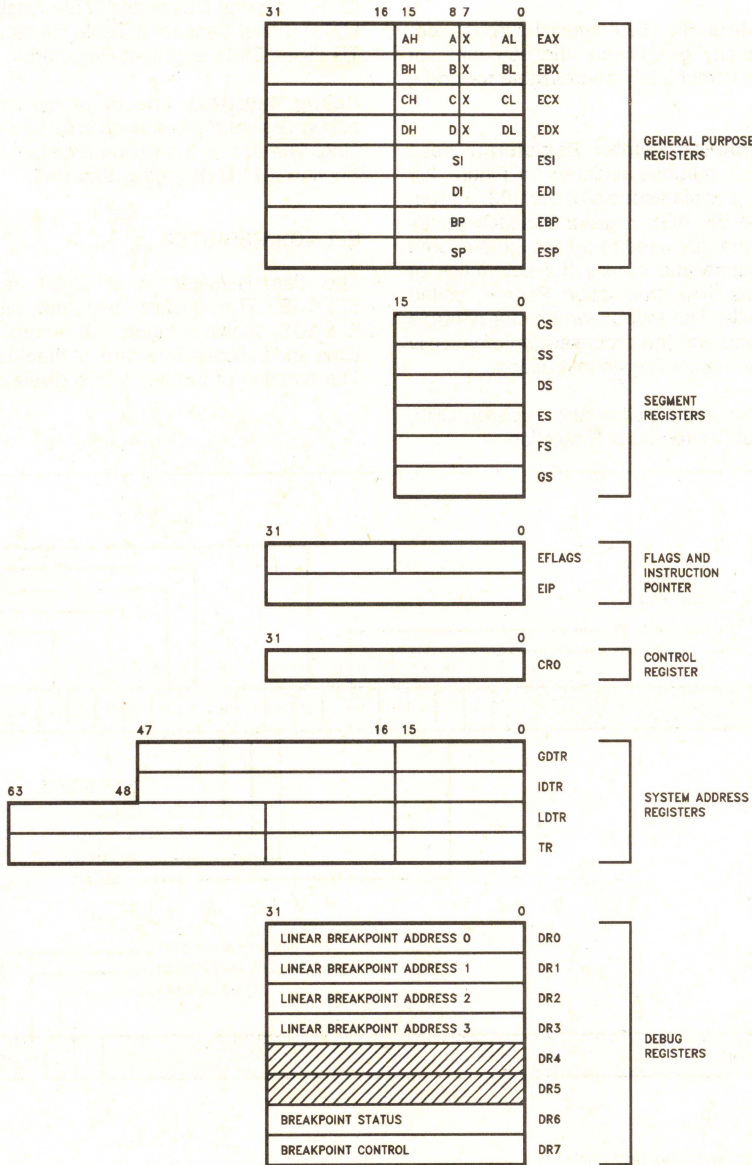 31 16 15 8 7 0
AH A X AL EAX
BH B X BL EBX
CH C X CL ECX
DH D X DL EDX
SI ESI
DI EDI
BP EBP
SP ESP
GENERAL PURPOSE
REGISTERS
15 0
CS
SS
DS
ES
FS
GS
SEGMENT
REGISTERS
31 0
EFLAGS
EIP
FLAGS AND
INSTRUCTION
POINTER
31 0
CR0
CONTROL
REGISTER
47 16 15 0
GDTR
IDTR
63 48
LDTR
TR
SYSTEM ADDRESS
REGISTERS
31 0
LINEAR BREAKPOINT ADDRESS 0 DR0
LINEAR BREAKPOINT ADDRESS 1 DR1
LINEAR BREAKPOINT ADDRESS 2 DR2
LINEAR BREAKPOINT ADDRESS 3 DR3
DR4
DR5
BREAKPOINT STATUS DR6
BREAKPOINT CONTROL DR7
DEBUG
REGISTERS